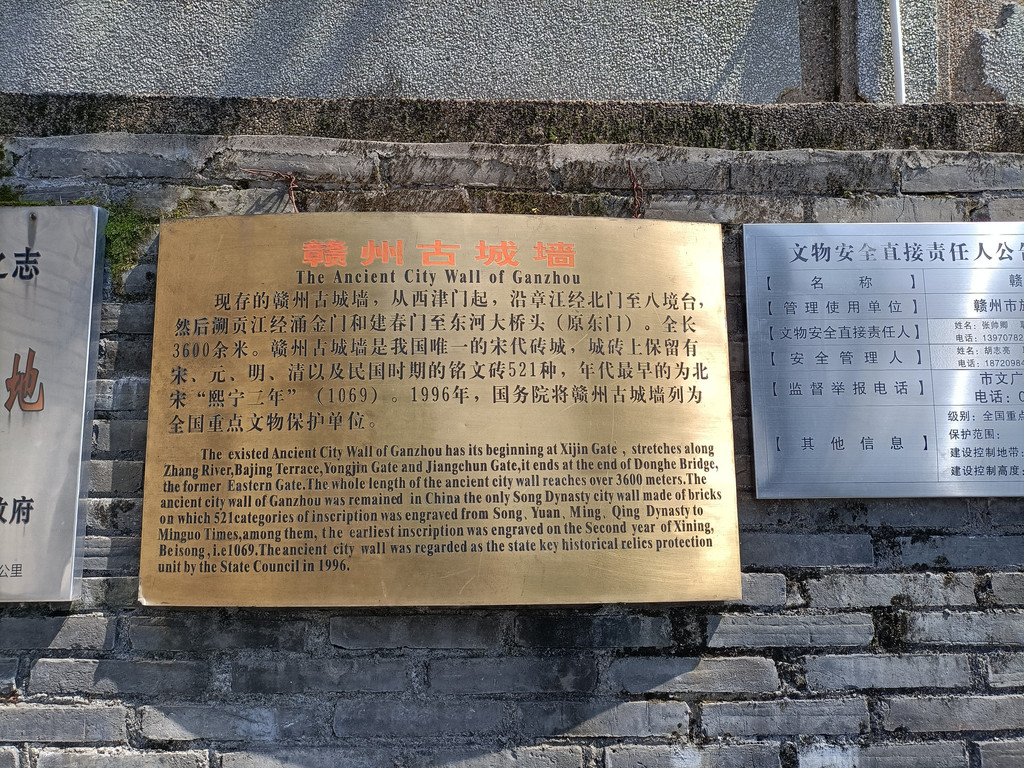 之志
地
政府
公里
赣州古城墙
The Ancient City Wall of Ganzhou
现存的赣州古城墙，从西津门起，沿章江经北门至八境台，
然后溯贡江经涌金门和建春门至东河大桥头（原东门）。全长
3600余米。赣州古城墙是我国唯一的宋代砖城，城砖上保留有
宋、元、明、清以及民国时期的铭文砖521种，年代最早的为北
宋“熙宁二年”（1069）。1996年，国务院将赣州古城墙列为
全国重点文物保护单位。
The existed Ancient City Wall of Ganzhou has its beginning at Xijin Gate , stretches along
Zhang River,Bajing Terrace,Yongjin Gate and Jiangchun Gate,it ends at the end of Donghe Bridge,
the former Eastern Gate.The whole length of the ancient city wall reaches over 3600 meters.The
ancient city wall of Ganzhou was remained in China the only Song Dynasty city wall made of bricks
on which 521categories of inscription was engraved from Song, Yuan, Ming, Qing Dynasty to
Minguo Times,among them, the earliest inscription was engraved on the Second year of Xining,
Beisong , i.e1069.The ancient city wall was regarded as the state key historical relics protection
unit by the State Council in 1996.
文物安全直接责任人公
【名称】 赣
【管理使用单位】 赣州市
【文物安全直接责任人】 姓名：张帅卿
电话：1397078
【安全管理人】 姓名：胡志亮
电话：1872098
【监督举报电话】 市文广
电话：
【其他信息】 级别：全国重点
保护范围：
建设控制地带：
建设控制高度：